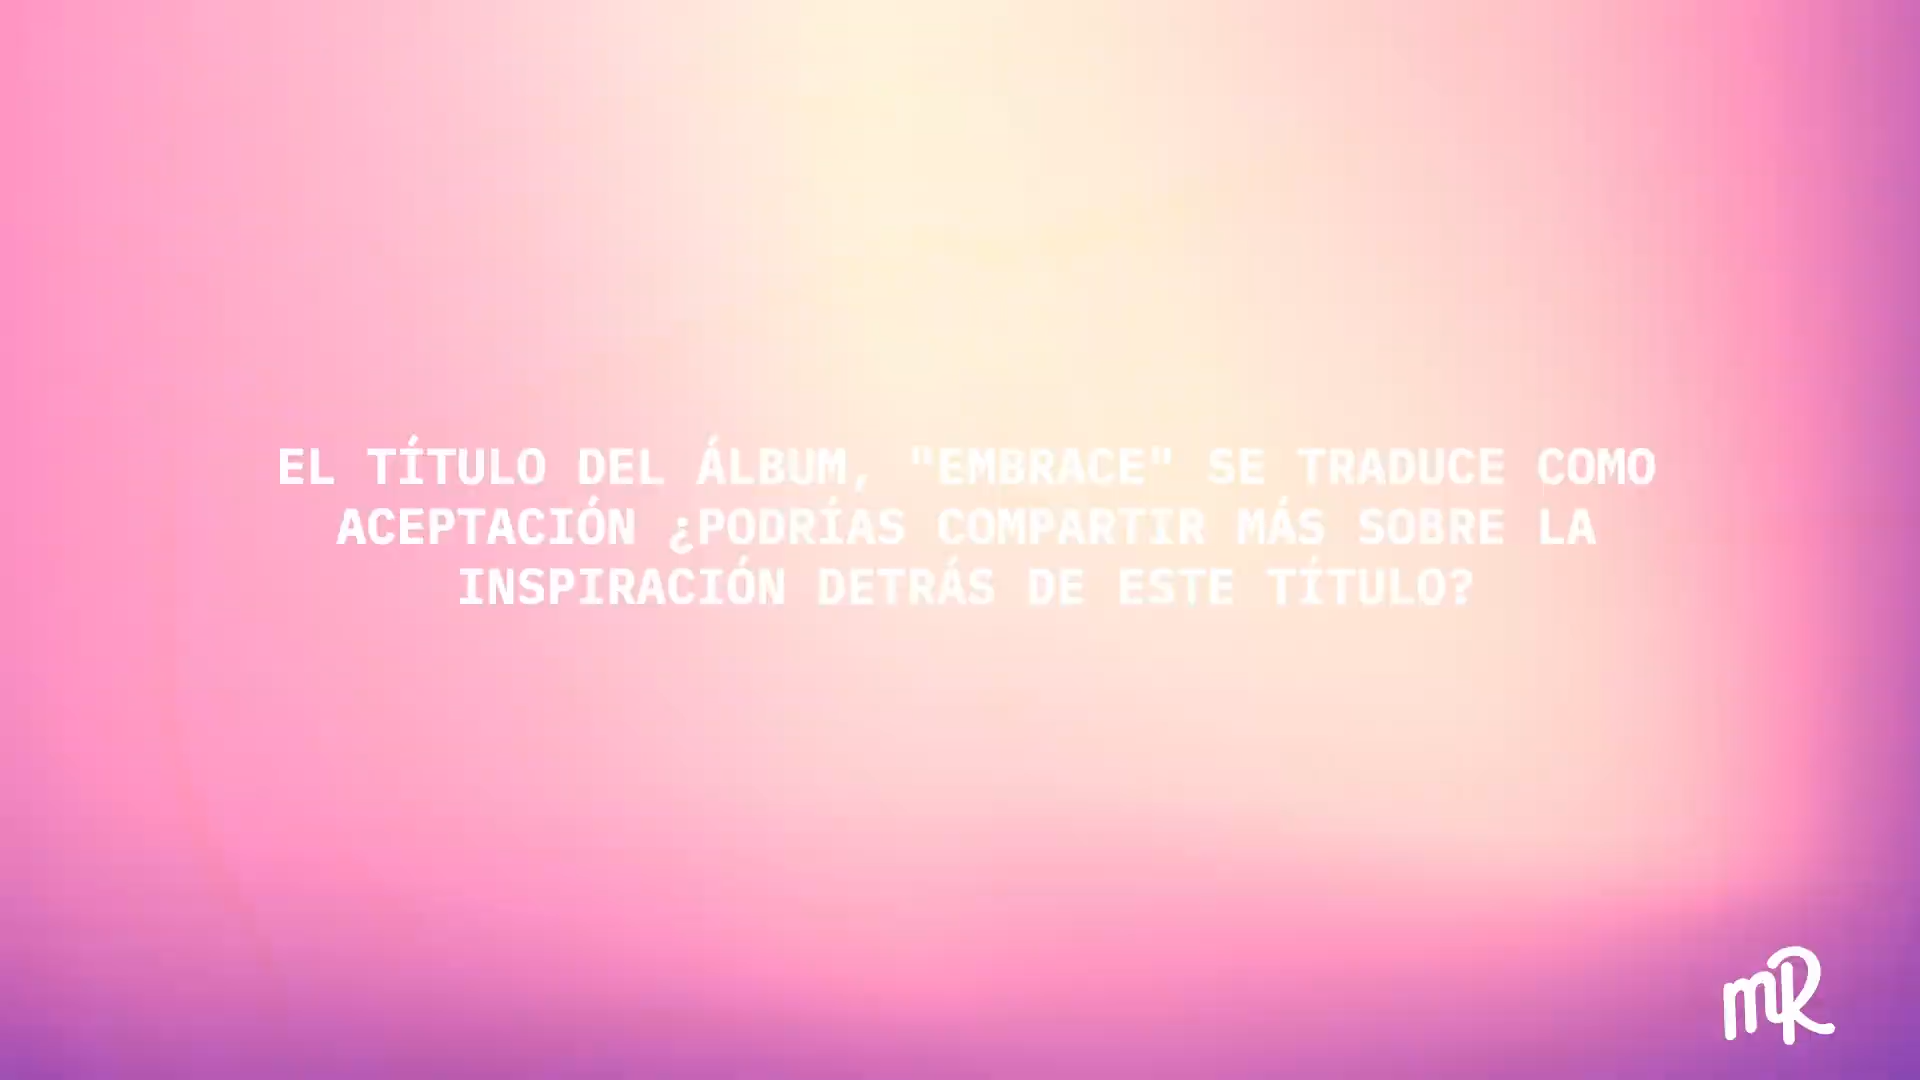 EL TÍTULO DEL ÁLBUM, "EMBRACE" SE TRADUCE COMO
ACEPTACIÓN ¿PODRÍAS COMPARTIR MÁS SOBRE LA
INSPIRACIÓN DETRÁS DE ESTE TÍTULO?
mR